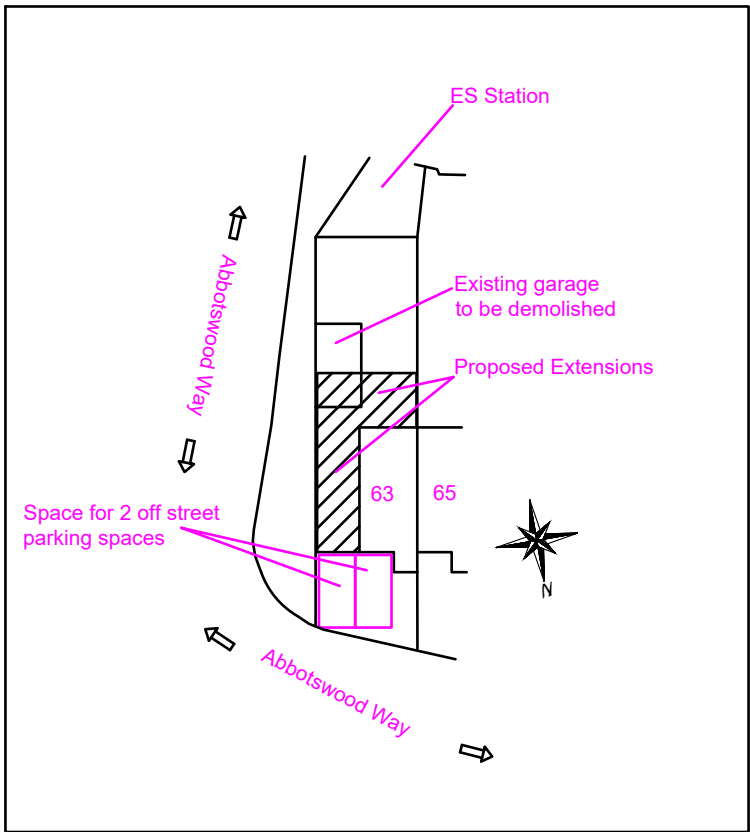 ES Station
Abbotswood Way
Existing garage
to be demolished
Proposed Extensions
63
65
Space for 2 off street
parking spaces
N
Abbotswood Way